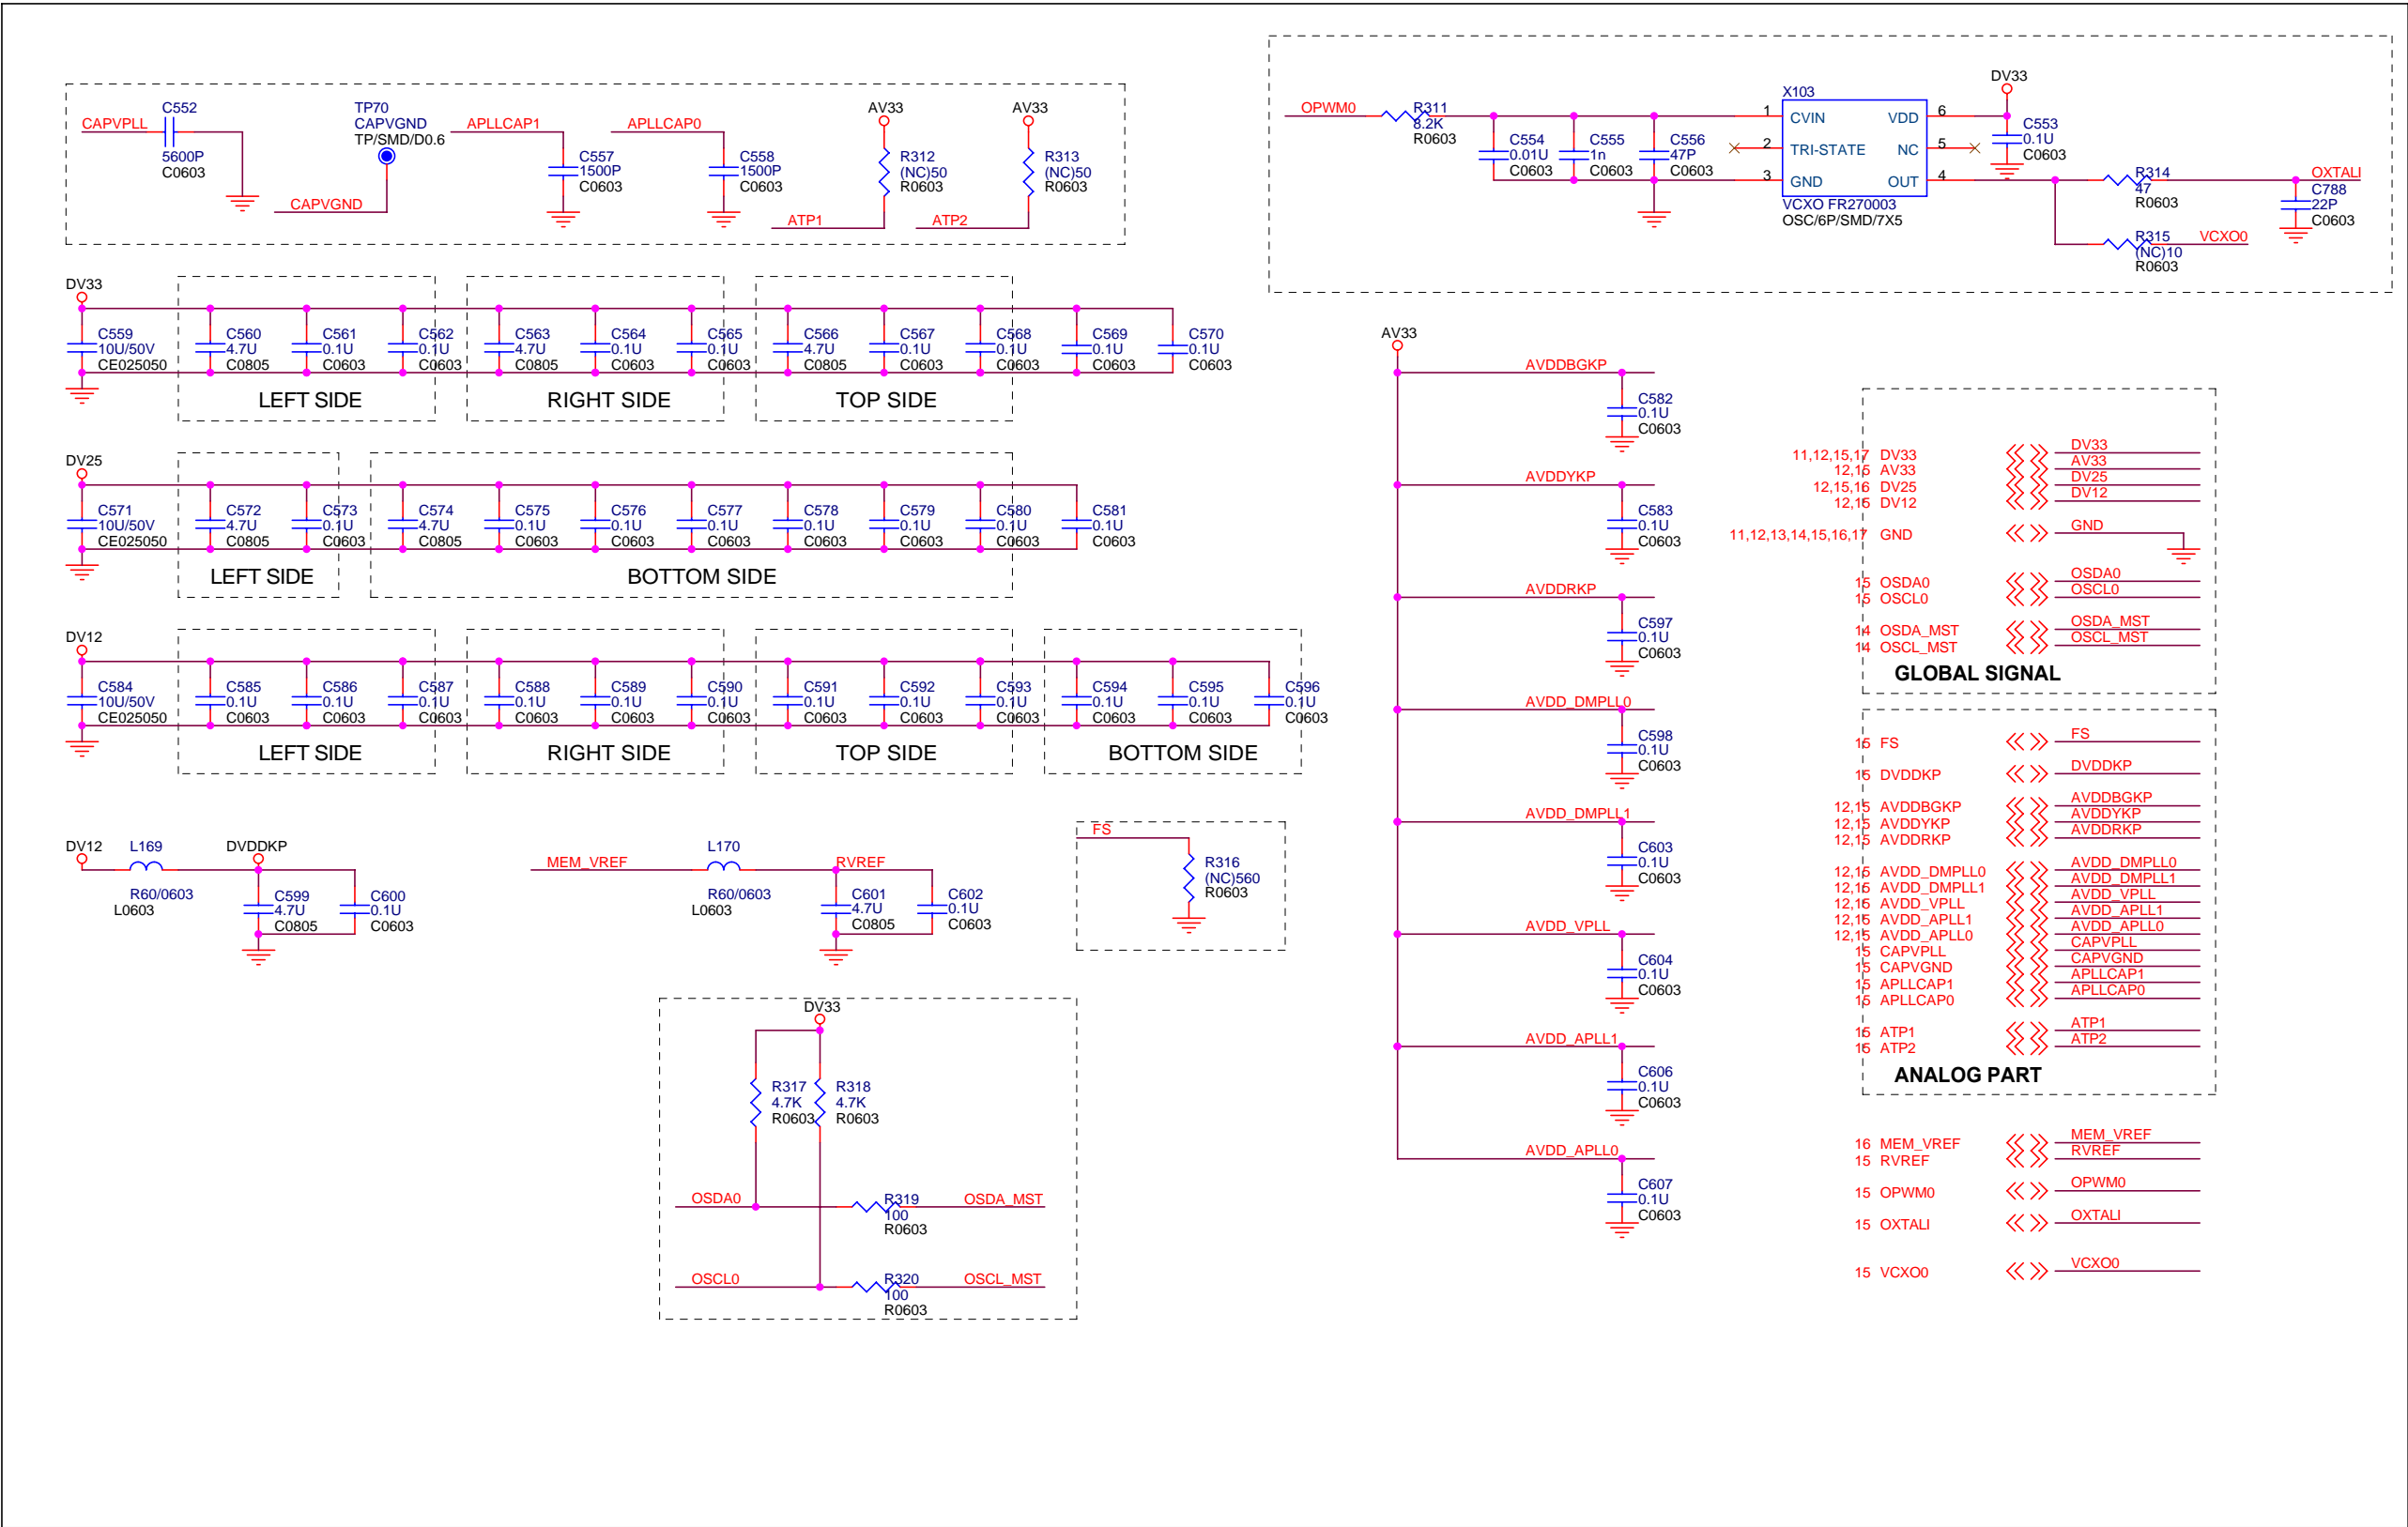 CAPVPLL
C552
5600P
C0603
TP70
CAPVGND
TP/SMD/D0.6
CAPVGND
APLLCAP1
C557
1500P
C0603
APLLCAP0
C558
1500P
C0603
AV33
R312
(NC)50
R0603
ATP1
AV33
R313
(NC)50
R0603
ATP2
OPWM0
R311
8.2K
R0603
C554
0.01U
C0603
C555
1n
C0603
C556
47P
C0603
X103
1 CVIN VDD 6
2 TRI-STATE NC 5
3 GND OUT 4
VCXO FR270003
OSC/6P/SMD/7X5
DV33
C553
0.1U
C0603
R314
47
R0603
OXTALI
C788
22P
C0603
R315
(NC)10
R0603
VCXO0
DV33
C559
10U/50V
CE025050
C560
4.7U
C0805
C561
0.1U
C0603
C562
0.1U
C0603
C563
4.7U
C0805
C564
0.1U
C0603
C565
0.1U
C0603
C566
4.7U
C0805
C567
0.1U
C0603
C568
0.1U
C0603
C569
0.1U
C0603
C570
0.1U
C0603
LEFT SIDE
RIGHT SIDE
TOP SIDE
DV25
C571
10U/50V
CE025050
C572
4.7U
C0805
C573
0.1U
C0603
C574
4.7U
C0805
C575
0.1U
C0603
C576
0.1U
C0603
C577
0.1U
C0603
C578
0.1U
C0603
C579
0.1U
C0603
C580
0.1U
C0603
C581
0.1U
C0603
LEFT SIDE
BOTTOM SIDE
DV12
C584
10U/50V
CE025050
C585
0.1U
C0603
C586
0.1U
C0603
C587
0.1U
C0603
C588
0.1U
C0603
C589
0.1U
C0603
C590
0.1U
C0603
C591
0.1U
C0603
C592
0.1U
C0603
C593
0.1U
C0603
C594
0.1U
C0603
C595
0.1U
C0603
C596
0.1U
C0603
LEFT SIDE
RIGHT SIDE
TOP SIDE
BOTTOM SIDE
DV12
L169
R60/0603
L0603
DVDDKP
C599
4.7U
C0805
C600
0.1U
C0603
MEM_VREF
L170
R60/0603
L0603
RVREF
C601
4.7U
C0805
C602
0.1U
C0603
FS
R316
(NC)560
R0603
DV33
R317
4.7K
R0603
R318
4.7K
R0603
OSDA0
R319
100
R0603
OSDA_MST
OSCL0
R320
100
R0603
OSCL_MST
AV33
AVDDBGKP
C582
0.1U
C0603
AVDDYKP
C583
0.1U
C0603
AVDDRKP
C597
0.1U
C0603
AVDD_DMPLL0
C598
0.1U
C0603
AVDD_DMPLL1
C603
0.1U
C0603
AVDD_VPLL
C604
0.1U
C0603
AVDD_APLL1
C606
0.1U
C0603
AVDD_APLL0
C607
0.1U
C0603
11,12,15,17 DV33 DV33
12,15 AV33 AV33
12,15,16 DV25 DV25
12,15 DV12 DV12
11,12,13,14,15,16,17 GND GND
15 OSDA0 OSDA0
15 OSCL0 OSCL0
14 OSDA_MST OSDA_MST
14 OSCL_MST OSCL_MST
GLOBAL SIGNAL
15 FS FS
15 DVDDKP DVDDKP
12,15 AVDDBGKP AVDDBGKP
12,15 AVDDYKP AVDDYKP
12,15 AVDDRKP AVDDRKP
12,15 AVDD_DMPLL0 AVDD_DMPLL0
12,15 AVDD_DMPLL1 AVDD_DMPLL1
12,15 AVDD_VPLL AVDD_VPLL
12,15 AVDD_APLL1 AVDD_APLL1
12,15 AVDD_APLL0 AVDD_APLL0
15 CAPVPLL CAPVPLL
15 CAPVGND CAPVGND
15 APLLCAP1 APLLCAP1
15 APLLCAP0 APLLCAP0
15 ATP1 ATP1
15 ATP2 ATP2
ANALOG PART
16 MEM_VREF MEM_VREF
15 RVREF RVREF
15 OPWM0 OPWM0
15 OXTALI OXTALI
15 VCXO0 VCXO0